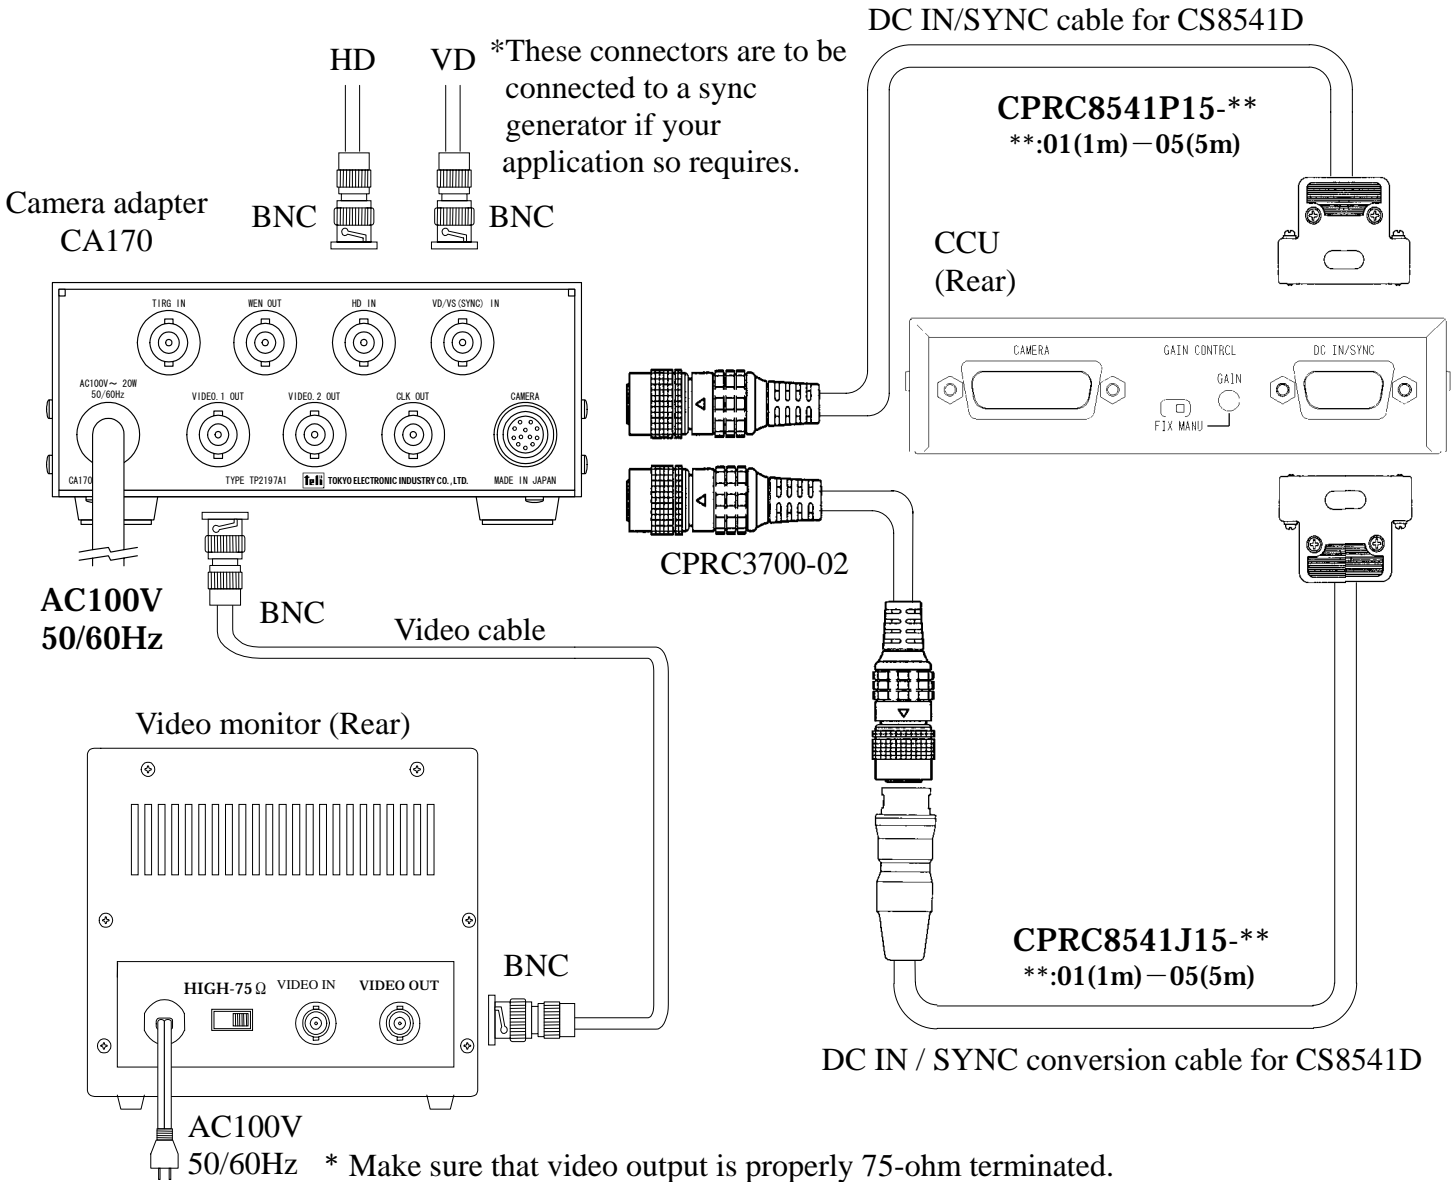 DC IN/SYNC cable for CS8541D
HD
VD
*These connectors are to be
connected to a sync
generator if your
application so requires.
CPRC8541P15-**
**:01(1m)－05(5m)
Camera adapter
CA170
BNC
BNC
CCU
(Rear)
TIRG IN
WEN OUT
HD IN
VD/VS(SYNC) IN
AC100V~ 20W
50/60Hz
VIDEO.1 OUT
VIDEO.2 OUT
CLK OUT
CAMERA
CA170
TYPE TP2197A1
teli TOKYO ELECTRONIC INDUSTRY CO.,LTD.
MADE IN JAPAN
CAMERA
GAIN CONTRCL
DC IN/SYNC
GAIN
FIX MANU
CPRC3700-02
AC100V
50/60Hz
BNC
Video cable
Video monitor (Rear)
HIGH-75Ω
VIDEO IN
VIDEO OUT
BNC
CPRC8541J15-**
**:01(1m)－05(5m)
DC IN / SYNC conversion cable for CS8541D
AC100V
50/60Hz
* Make sure that video output is properly 75-ohm terminated.